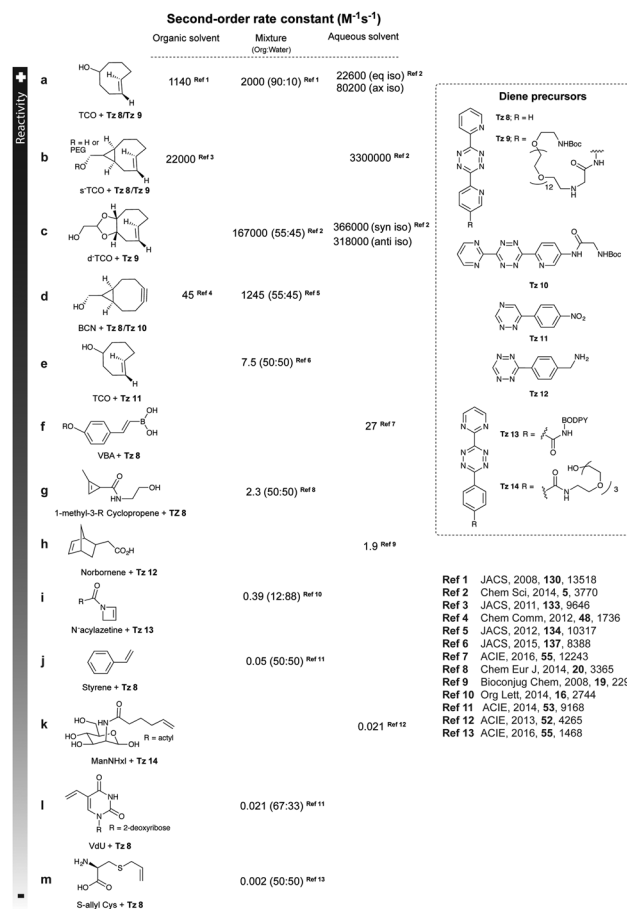 Second-order rate constant (M⁻¹s⁻¹)
Organic solvent Mixture Aqueous solvent
(Org:Water)
Reactivity
+
a
HO
H
H
1140 Ref 1
2000 (90:10) Ref 1
22600 (eq iso) Ref 2
80200 (ax iso)
TCO + Tz 8/Tz 9
b
R = H or
PEG
RO
H
H
H
H
22000 Ref 3
3300000 Ref 2
s-TCO + Tz 8/Tz 9
c
HO
O
O
H
H
H
H
167000 (55:45) Ref 2
366000 (syn iso) Ref 2
318000 (anti iso)
d-TCO + Tz 9
d
HO
H
H
45 Ref 4
1245 (55:45) Ref 5
BCN + Tz 8/Tz 10
e
HO
H
H
7.5 (50:50) Ref 6
TCO + Tz 11
f
RO
OH
B
OH
27 Ref 7
VBA + Tz 8
g
O
N
H
OH
2.3 (50:50) Ref 8
1-methyl-3-R Cyclopropene + TZ 8
h
CO₂H
1.9 Ref 9
Norbornene + Tz 12
i
R
O
N
0.39 (12:88) Ref 10
N-acylazetine + Tz 13
j
0.05 (50:50) Ref 11
Styrene + Tz 8
k
HO
HO
HO
HN
O
O
OH
R = actyl
0.021 Ref 12
ManNHxl + Tz 14
l
O
NH
N
O
R
R = 2-deoxyribose
0.021 (67:33) Ref 11
VdU + Tz 8
m
H₂N
S
HO
O
0.002 (50:50) Ref 13
S-allyl Cys + Tz 8
-
Diene precursors
Tz 8; R = H
Tz 9; R =
O
NHBoc
O
12
N
H
O
NH
N
N N
N N
N
R
N
N
N N
N N
N
N
H
O
NHBoc
Tz 10
N
N
N
NO₂
Tz 11
N N
N N
NH₂
Tz 12
N N
N N
N N
R
Tz 13 R =
BODPY
NH
O
Tz 14 R =
O
N
H
HO
O
3
Ref 1 JACS, 2008, 130, 13518
Ref 2 Chem Sci, 2014, 5, 3770
Ref 3 JACS, 2011, 133, 9646
Ref 4 Chem Comm, 2012, 48, 1736
Ref 5 JACS, 2012, 134, 10317
Ref 6 JACS, 2015, 137, 8388
Ref 7 ACIE, 2016, 55, 12243
Ref 8 Chem Eur J, 2014, 20, 3365
Ref 9 Bioconjug Chem, 2008, 19, 229
Ref 10 Org Lett, 2014, 16, 2744
Ref 11 ACIE, 2014, 53, 9168
Ref 12 ACIE, 2013, 52, 4265
Ref 13 ACIE, 2016, 55, 1468